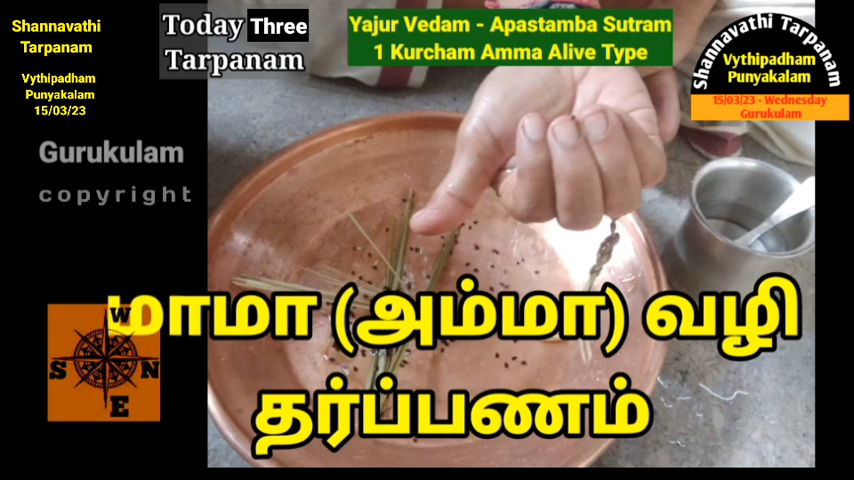 Shannavathi
Tarpanam
Vythipadham
Punyakalam
15/03/23
Today Three
Tarpanam
Yajur Vedam - Apastamba Sutram
1 Kurcham Amma Alive Type
Shannavathi Tarpanam
Vythipadham
Punyakalam
15/03/23 - Wednesday
Gurukulam
Gurukulam
copyright
மாமா (அம்மா) வழி
தர்ப்பணம்
W
S N
E